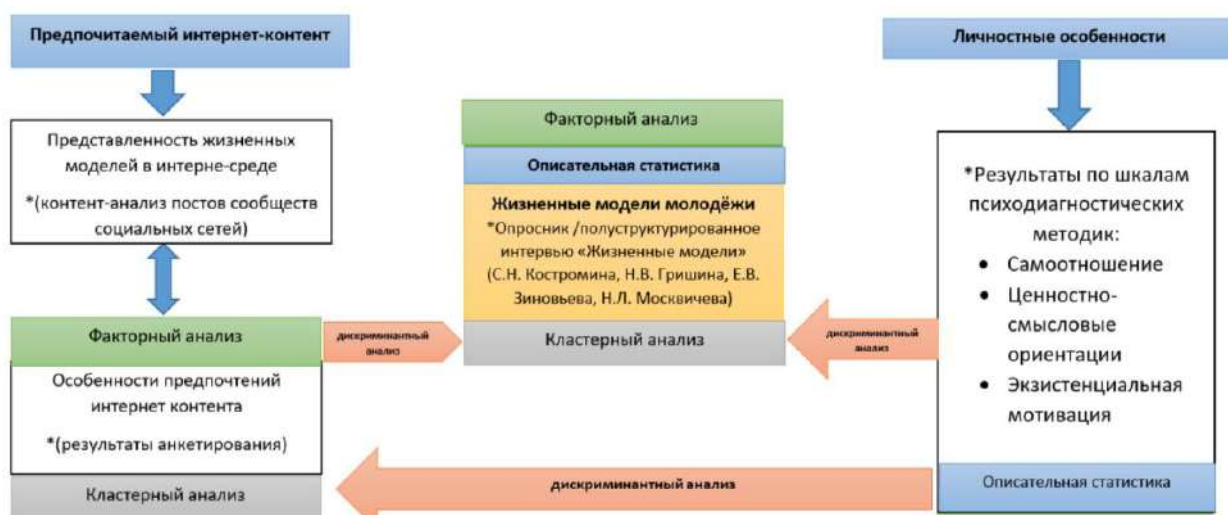 Предпочитаемый интернет-контент
Представленность жизненных
моделей в интерне-среде
*(контент-анализ постов сообществ
социальных сетей)
Факторный анализ
Особенности предпочтений
интернет контента
*(результаты анкетирования)
Кластерный анализ
дискриминантный
анализ
Факторный анализ
Описательная статистика
Жизненные модели молодёжи
*Опросник /полуструктурированное
интервью «Жизненные модели»
(С.Н. Костромина, Н.В. Гришина, Е.В.
Зиновьева, Н.Л. Москвичева)
Кластерный анализ
дискриминантный
анализ
дискриминантный анализ
Личностные особенности
*Результаты по шкалам
психодиагностических
методик:
• Самоотношение
• Ценностно-
смысловые
ориентации
• Экзистенциальная
мотивация
Описательная статистика